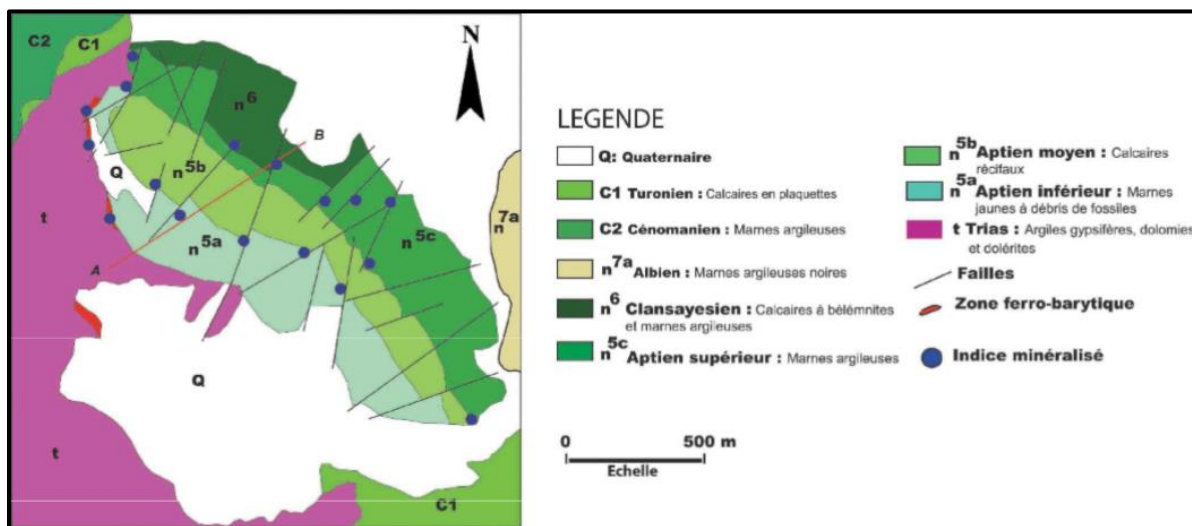 C2
C1
N
n6
B
n5b
Q
t
n5a
n5c
n7a
A
Q
t
C1
LEGENDE
Q: Quaternaire
C1 Turonien : Calcaires en plaquettes
C2 Cénomanien : Marnes argileuses
n7a Albien : Marnes argileuses noires
n6 Clansayesien : Calcaires à bèlémnites
et marnes argileuses
n5c Aptien supérieur : Marnes argileuses
n5b Aptien moyen : Calcaires
récifaux
n5a Aptien inférieur : Marnes
jaunes à débris de fossiles
t Trias : Argiles gypsifères, dolomies
et dolérites
Failles
Zone ferro-barytique
Indice minéralisé
0 500 m
Echelle